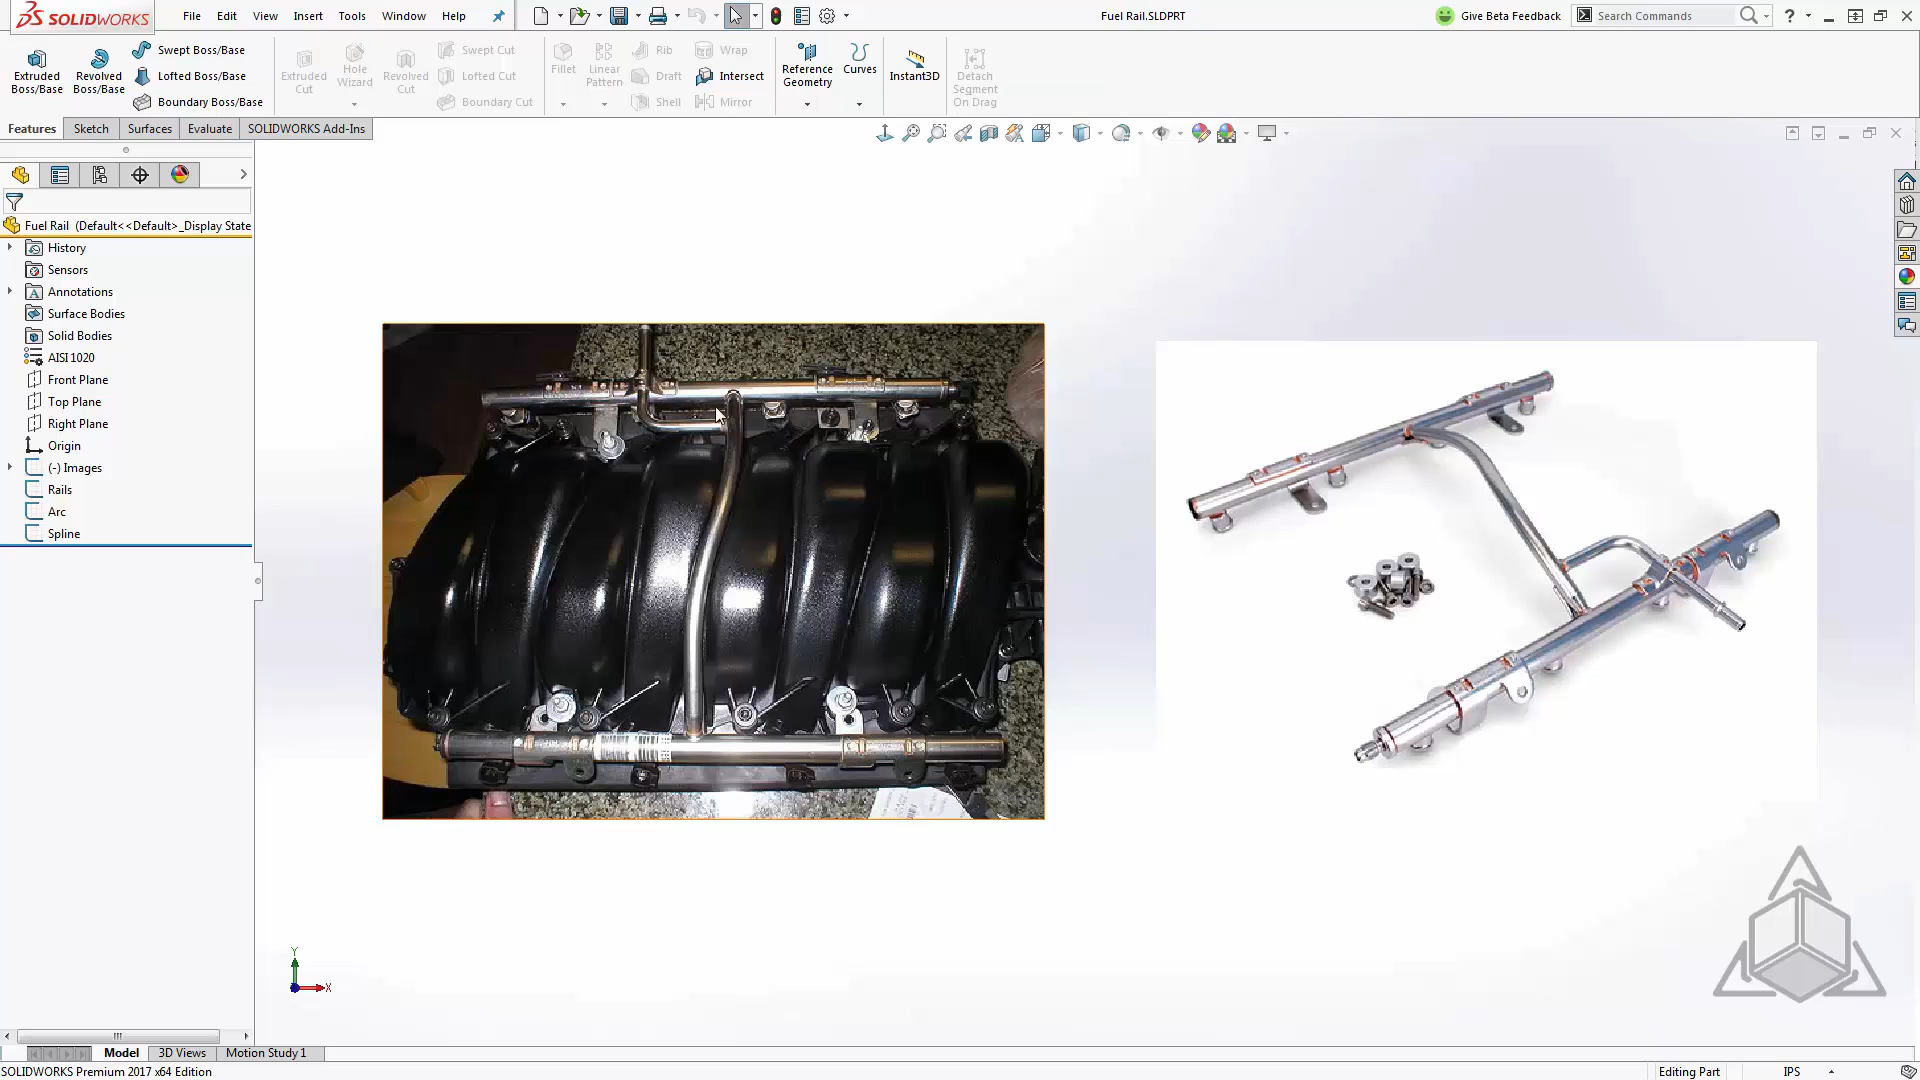 SOLIDWORKS
File Edit View Insert Tools Window Help
Fuel Rail.SLDPRT
Give Beta Feedback
Search Commands
Extruded Boss/Base
Revolved Boss/Base
Swept Boss/Base
Lofted Boss/Base
Boundary Boss/Base
Extruded Cut
Hole Wizard
Revolved Cut
Swept Cut
Lofted Cut
Boundary Cut
Fillet
Linear Pattern
Rib
Draft
Shell
Wrap
Intersect
Mirror
Reference Geometry
Curves
Instant3D
Detach Segment On Drag
Features Sketch Surfaces Evaluate SOLIDWORKS Add-Ins
Fuel Rail (Default<<Default>_Display State
History
Sensors
Annotations
Surface Bodies
Solid Bodies
AISI 1020
Front Plane
Top Plane
Right Plane
Origin
(-) Images
Rails
Arc
Spline
Y
X
Model 3D Views Motion Study 1
SOLIDWORKS Premium 2017 x64 Edition
Editing Part
IPS